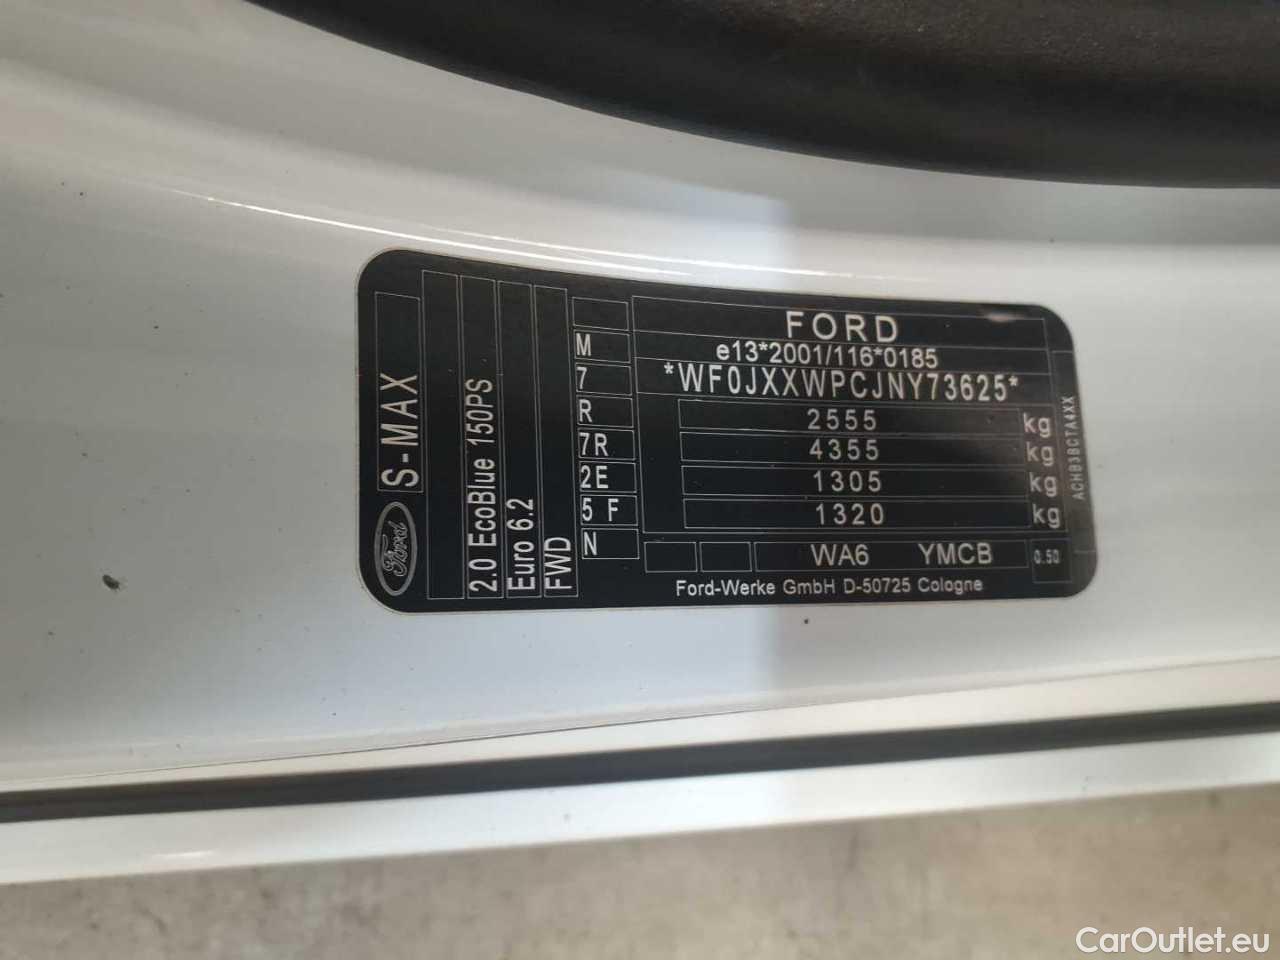 FORD
e13*2001/116*0185
*WF0JXXWPCJNY73625*
2555 kg
4355 kg
1305 kg
1320 kg
WA6 YMCB 0.50
Ford-Werke GmbH D-50725 Cologne
M
7
R
7R
2E
5 F
N
Ford S-MAX
2.0 EcoBlue 150PS
Euro 6.2
FWD
ACHB3BCTA4XX
CarOutlet.eu